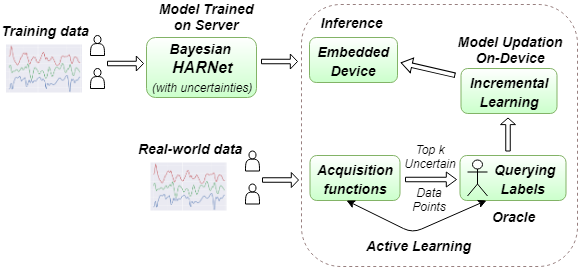 Model Trained
on Server
Training data
Bayesian
HARNet
(with uncertainties)
Inference
Embedded
Device
Model Updation
On-Device
Incremental
Learning
Real-world data
Acquisition
functions
Top k
Uncertain
Data
Points
Querying
Labels
Oracle
Active Learning